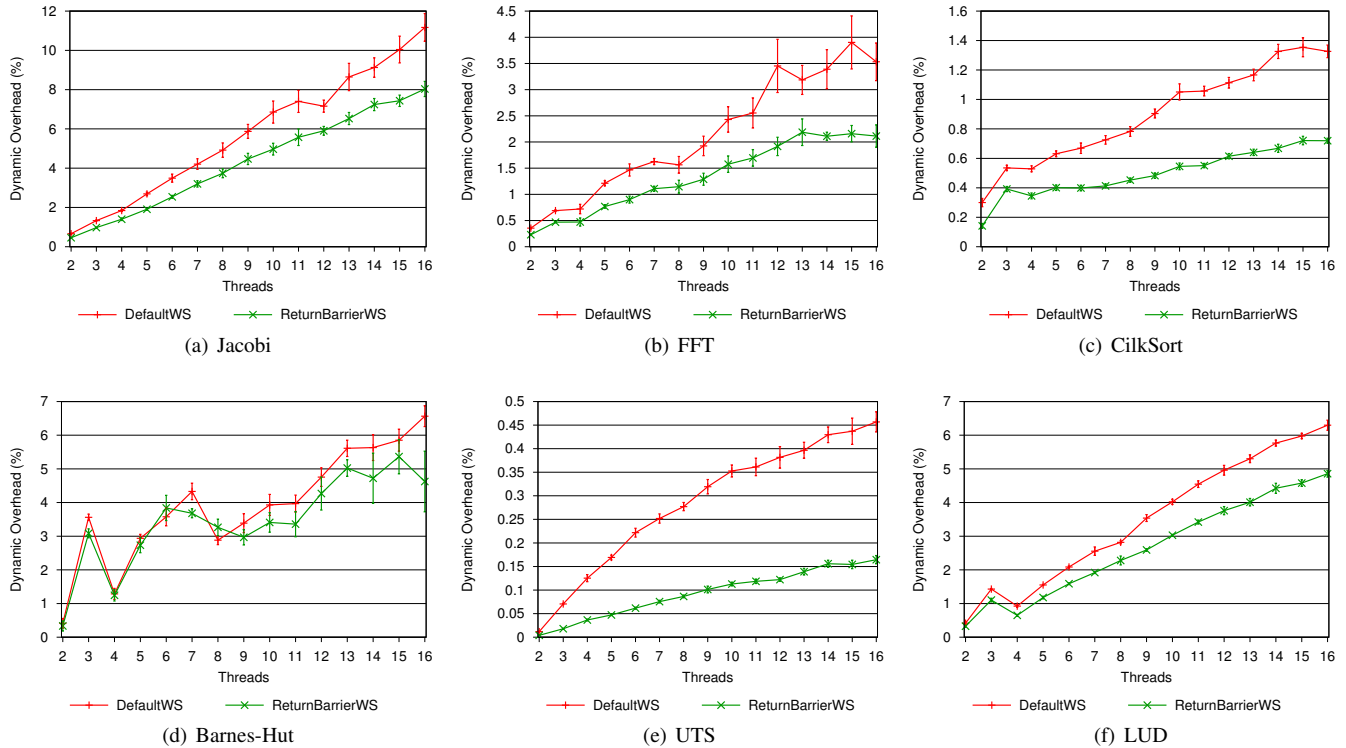 12
10
8
6
4
2
0
Dynamic Overhead (%)
2 3 4 5 6 7 8 9 10 11 12 13 14 15 16
Threads
DefaultWS ReturnBarrierWS
(a) Jacobi
4.5
4
3.5
3
2.5
2
1.5
1
0.5
0
Dynamic Overhead (%)
2 3 4 5 6 7 8 9 10 11 12 13 14 15 16
Threads
DefaultWS ReturnBarrierWS
(b) FFT
1.6
1.4
1.2
1
0.8
0.6
0.4
0.2
0
Dynamic Overhead (%)
2 3 4 5 6 7 8 9 10 11 12 13 14 15 16
Threads
DefaultWS ReturnBarrierWS
(c) CilkSort
7
6
5
4
3
2
1
0
Dynamic Overhead (%)
2 3 4 5 6 7 8 9 10 11 12 13 14 15 16
Threads
DefaultWS ReturnBarrierWS
(d) Barnes-Hut
0.5
0.45
0.4
0.35
0.3
0.25
0.2
0.15
0.1
0.05
0
Dynamic Overhead (%)
2 3 4 5 6 7 8 9 10 11 12 13 14 15 16
Threads
DefaultWS ReturnBarrierWS
(e) UTS
7
6
5
4
3
2
1
0
Dynamic Overhead (%)
2 3 4 5 6 7 8 9 10 11 12 13 14 15 16
Threads
DefaultWS ReturnBarrierWS
(f) LUD